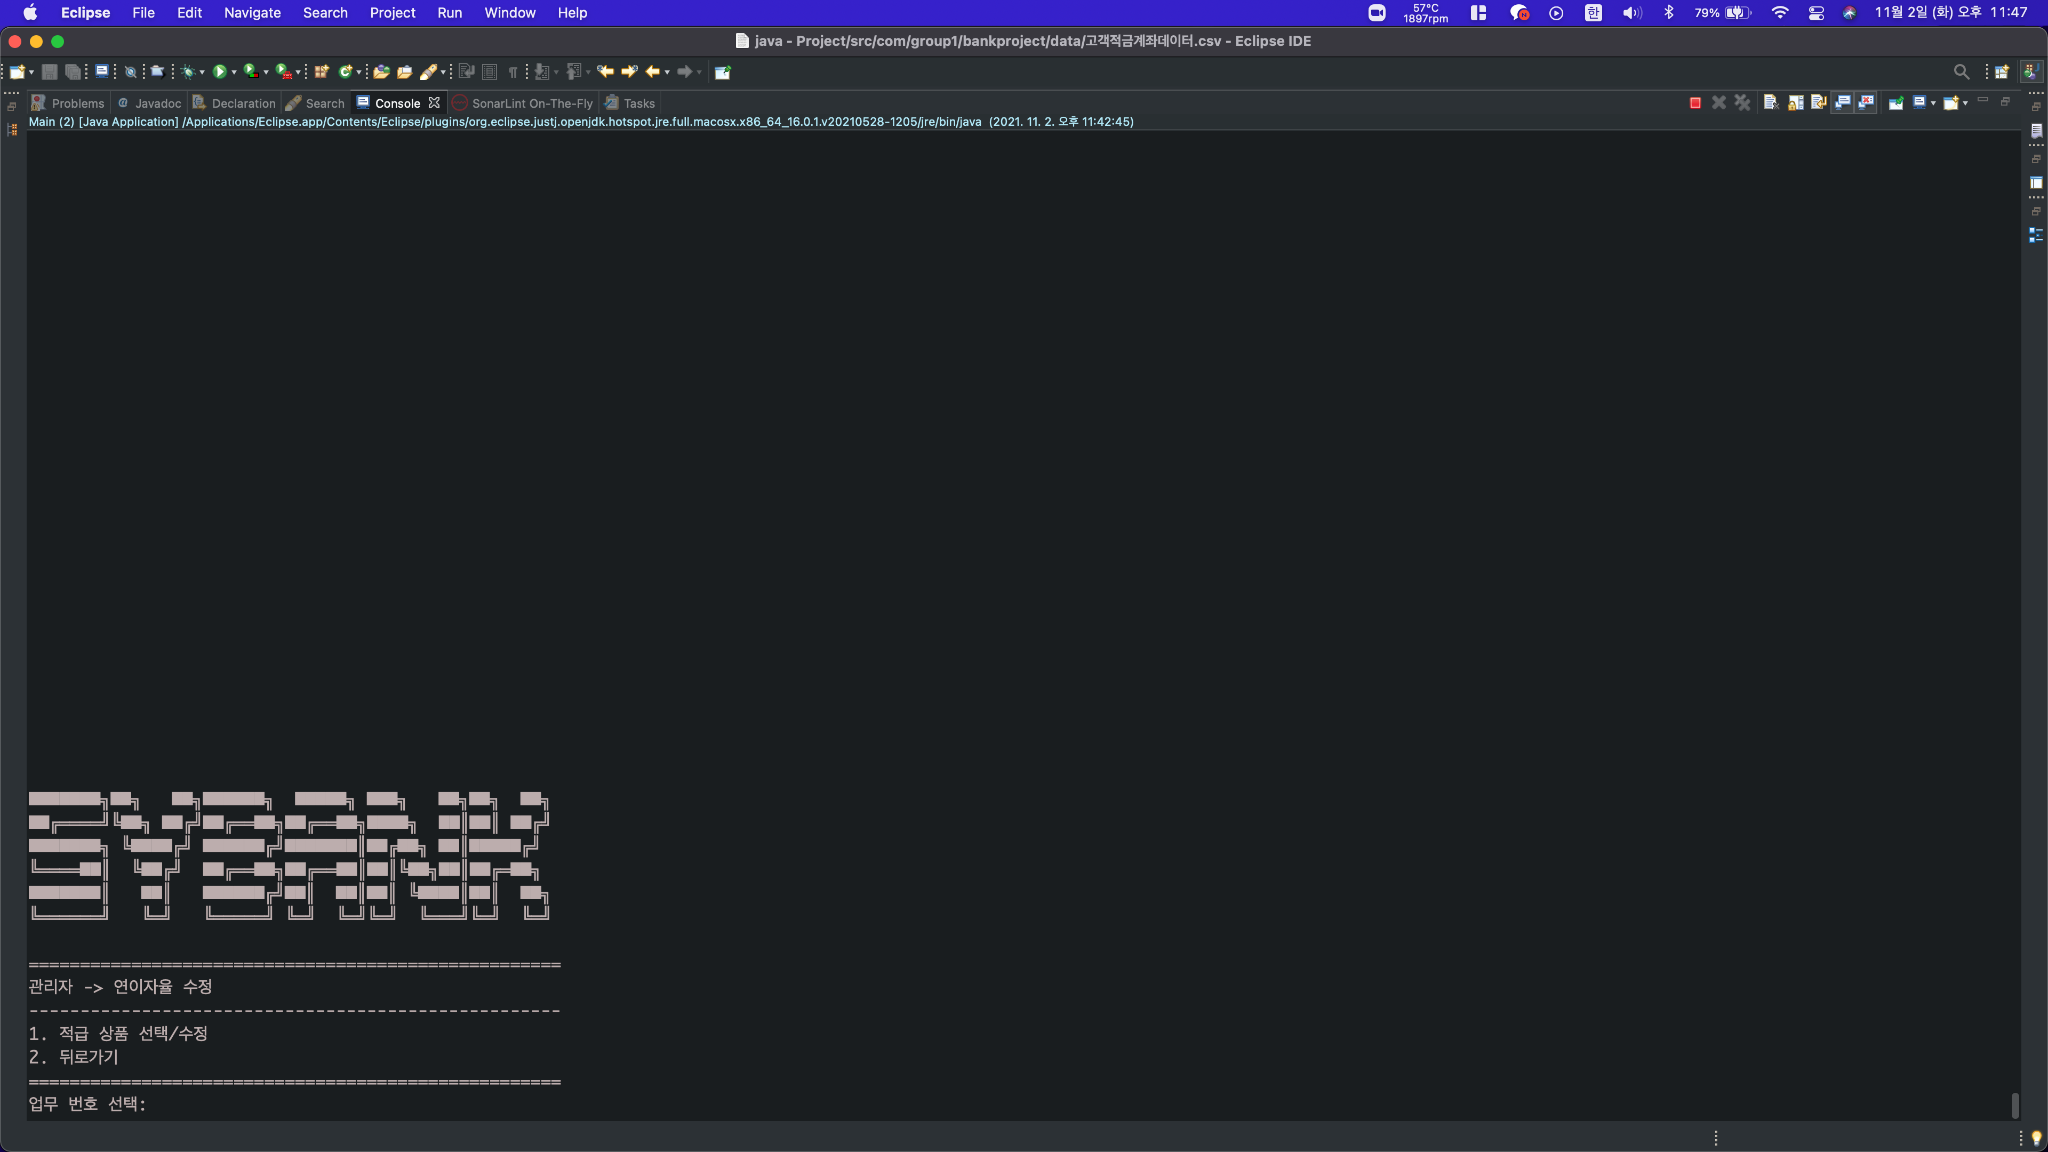 Eclipse File Edit Navigate Search Project Run Window Help 57°C 1897rpm 한 79% 11월 2일 (화) 오후 11:47
java - Project/src/com/group1/bankproject/data/고객적금계좌데이터.csv - Eclipse IDE
Problems @ Javadoc Declaration Search Console SonarLint On-The-Fly Tasks
Main (2) [Java Application] /Applications/Eclipse.app/Contents/Eclipse/plugins/org.eclipse.justj.openjdk.hotspot.jre.full.macosx.x86_64_16.0.1.v20210528-1205/jre/bin/java (2021. 11. 2. 오후 11:42:45)
SYBANK
관리자 -> 연이자율 수정
1. 적급 상품 선택/수정
2. 뒤로가기
업무 번호 선택: